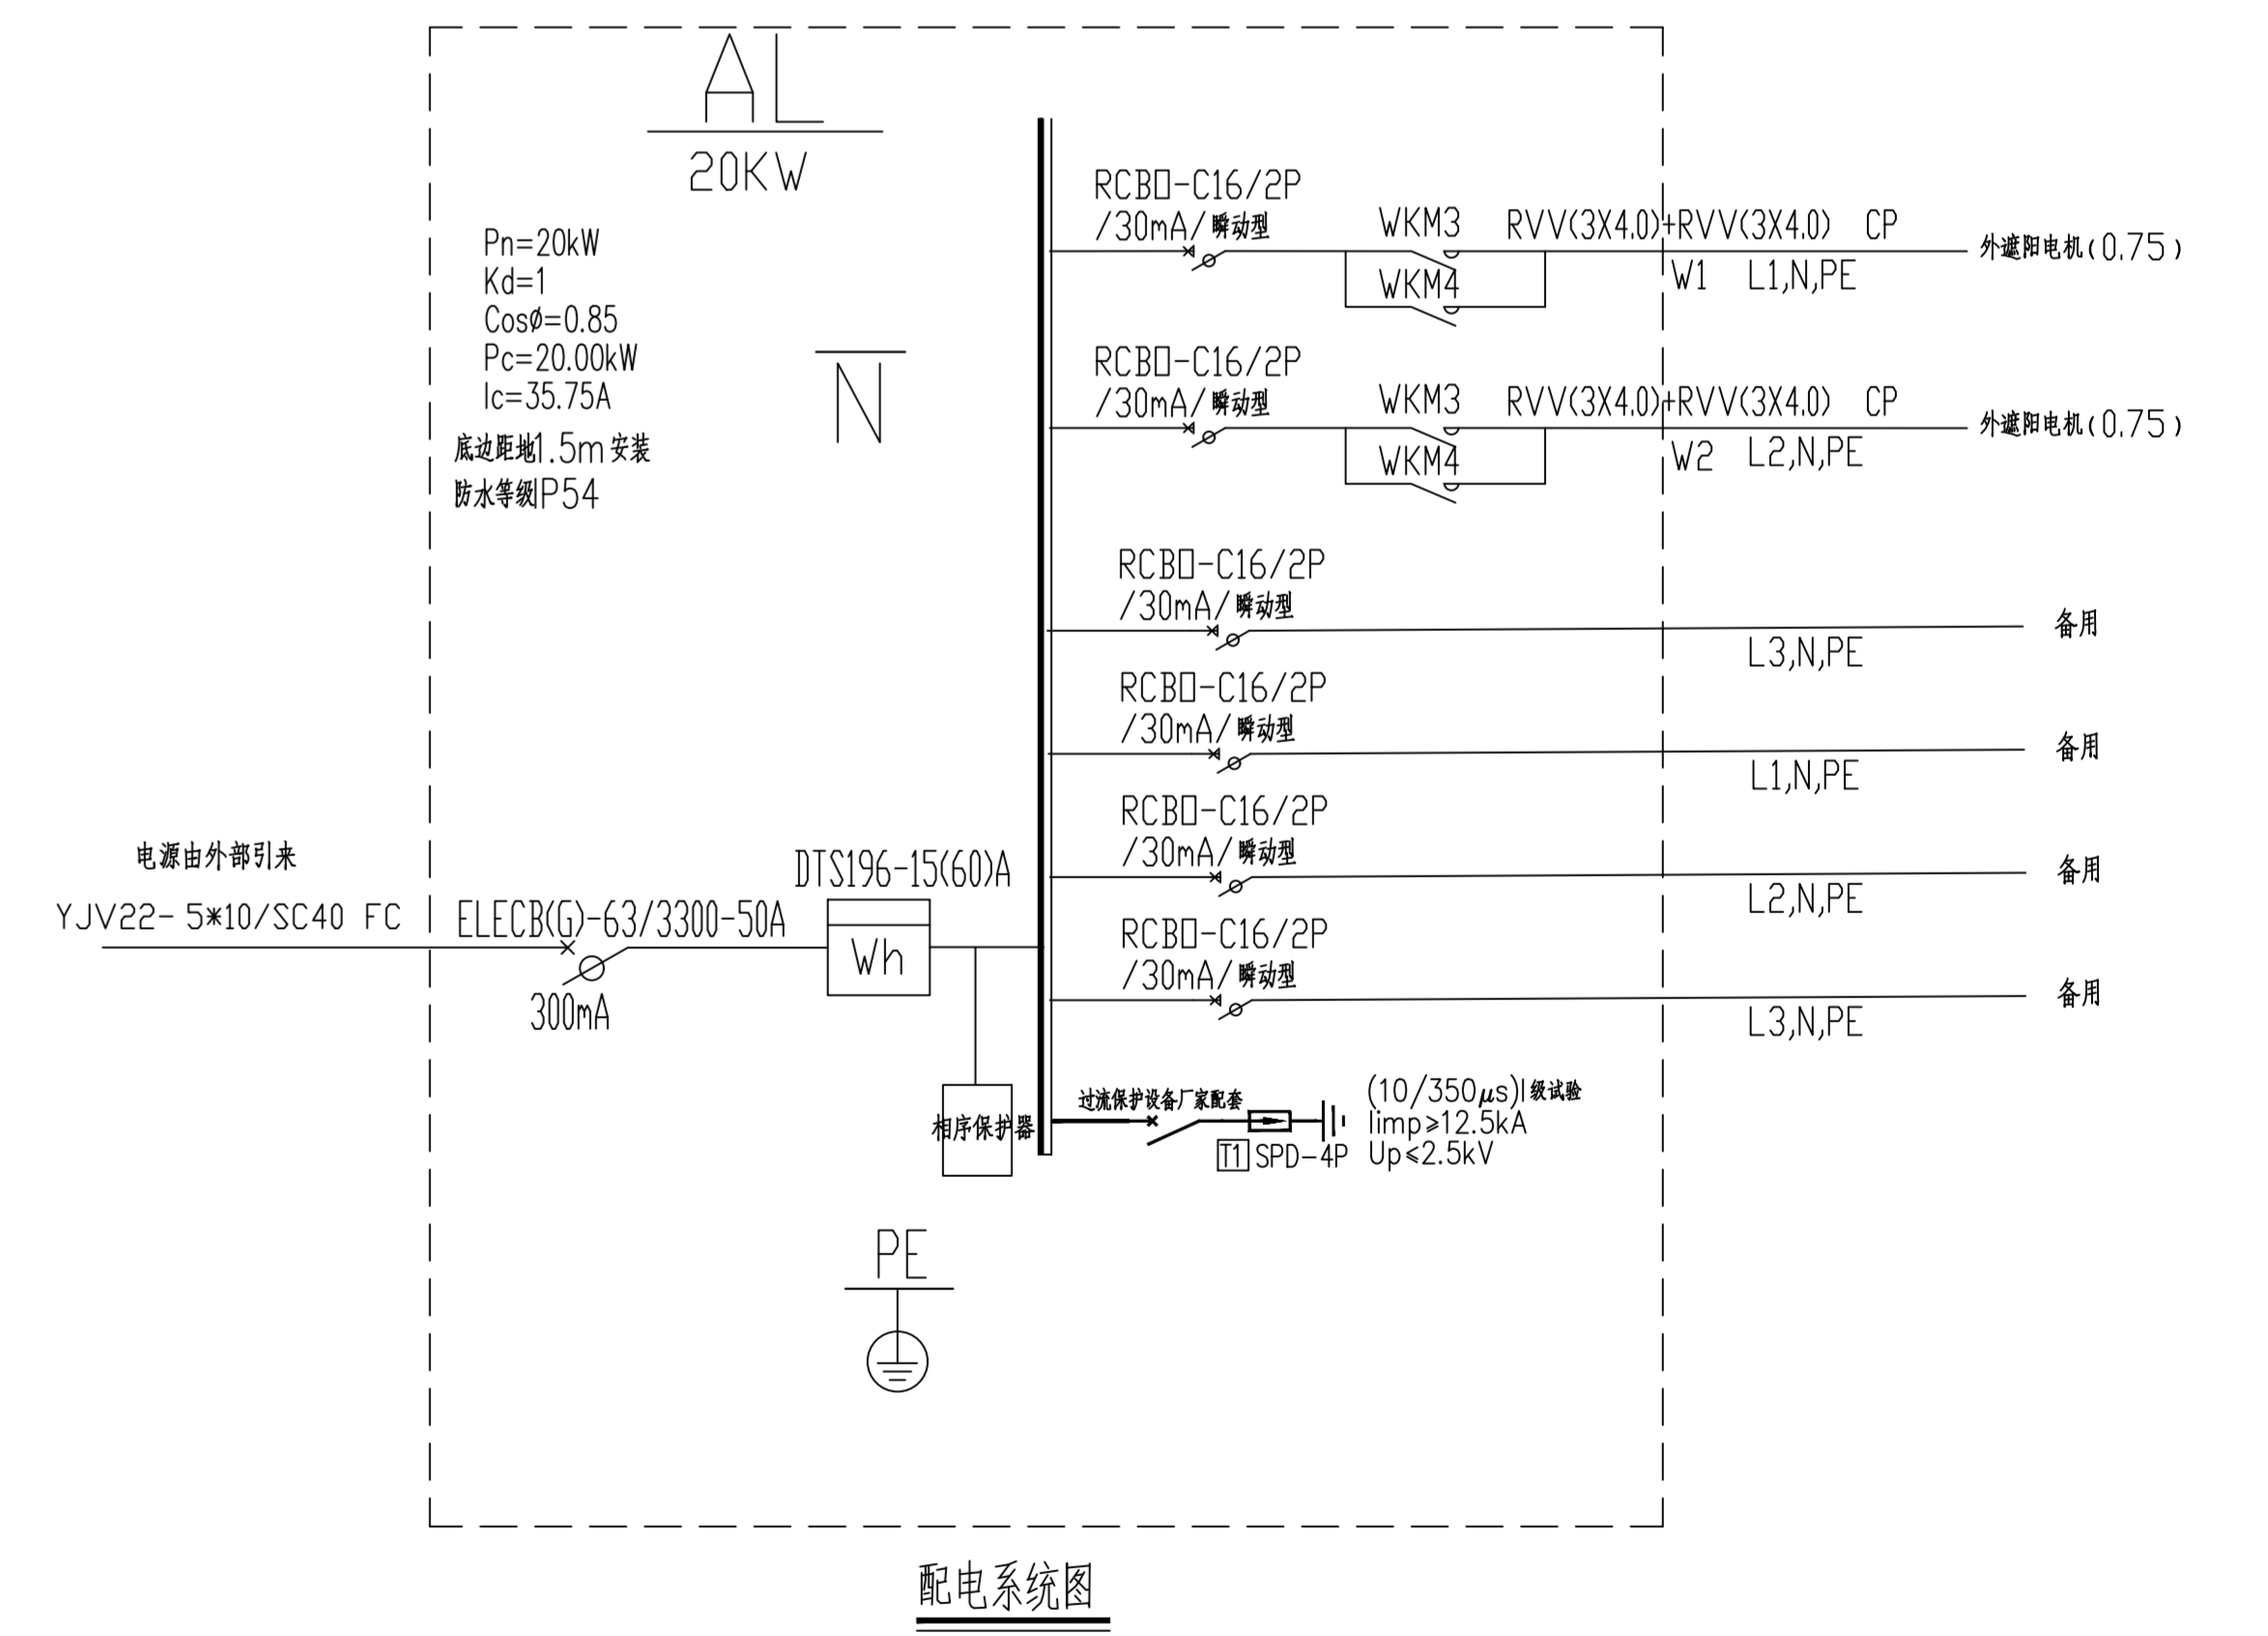 AL
20KW
Pn=20kW
Kd=1
Cosø=0.85
Pc=20.00kW
Ic=35.75A
底边距地1.5m安装
防水等级IP54
N
RCBO-C16/2P
/30mA/瞬动型
WKM3
WKM4
RVV(3X4.0)+RVV(3X4.0) CP
W1 L1,N,PE
外遮阳电机(0.75)
RCBO-C16/2P
/30mA/瞬动型
WKM3
WKM4
RVV(3X4.0)+RVV(3X4.0) CP
W2 L2,N,PE
外遮阳电机(0.75)
RCBO-C16/2P
/30mA/瞬动型
L3,N,PE
备用
RCBO-C16/2P
/30mA/瞬动型
L1,N,PE
备用
RCBO-C16/2P
/30mA/瞬动型
L2,N,PE
备用
RCBO-C16/2P
/30mA/瞬动型
L3,N,PE
备用
电源由外部引来
YJV22- 5*10/SC40 FC
ELECB(G)-63/3300-50A
300mA
DTS196-15(60)A
Wh
相序保护器
过流保护设备厂家配套
T1 SPD-4P
(10/350μs)I级试验
Iimp≥12.5kA
Up≤2.5kV
PE
配电系统图